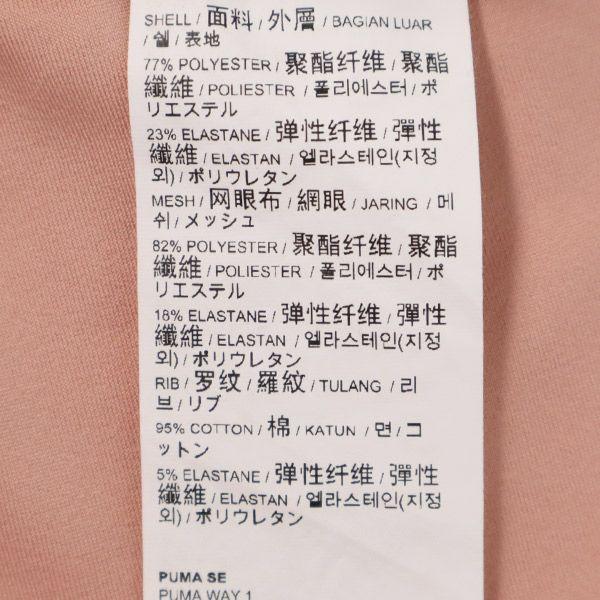 SHELL / 面料 / 外層 / BAGIAN LUAR
/ 쉘 / 表地
77% POLYESTER / 聚酯纤维 / 聚酯
纖維 / POLIESTER / 폴리에스터 / ポ
リエステル
23% ELASTANE / 弹性纤维 / 彈性
纖維 / ELASTAN / 엘라스테인(지정
외) / ポリウレタン
MESH / 网眼布 / 網眼 / JARING / 메
쉬 / メッシュ
82% POLYESTER / 聚酯纤维 / 聚酯
纖維 / POLIESTER / 폴리에스터 / ポ
リエステル
18% ELASTANE / 弹性纤维 / 彈性
纖維 / ELASTAN / 엘라스테인(지정
외) / ポリウレタン
RIB / 罗纹 / 羅紋 / TULANG / 리
브 / リブ
95% COTTON / 棉 / KATUN / 면 / コ
ットン
5% ELASTANE / 弹性纤维 / 彈性
纖維 / ELASTAN / 엘라스테인(지정
외) / ポリウレタン
PUMA SE
PUMA WAY 1